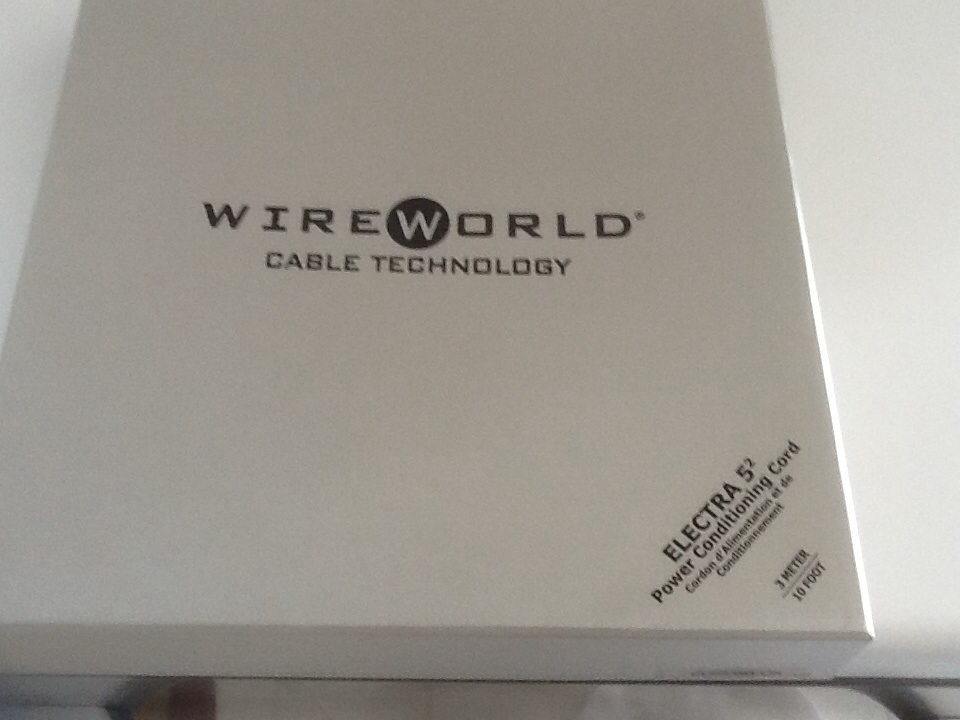 WIREWORLD®
CABLE TECHNOLOGY
ELECTRA 5²
Power Conditioning Cord
Cordon d'Alimentation et de
Conditionnement
3 METER
10 FOOT